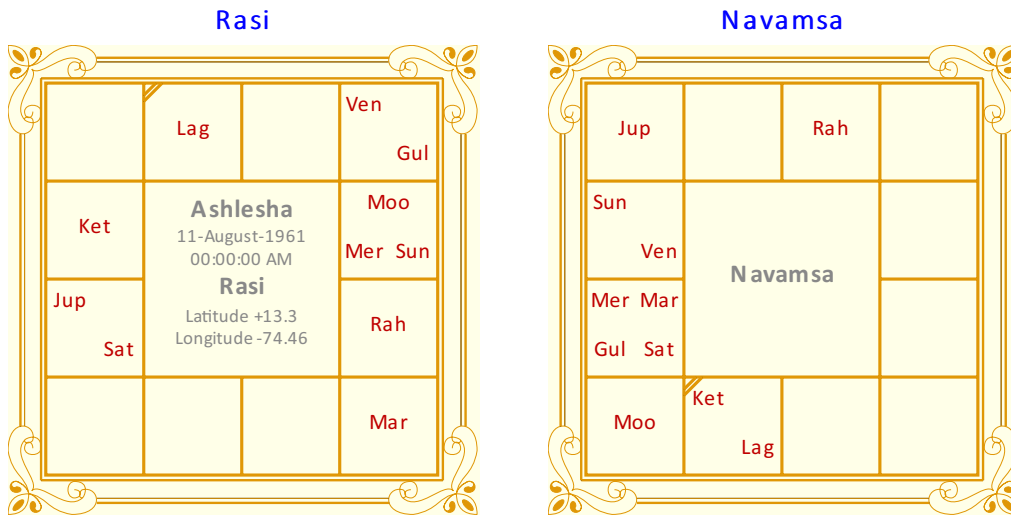 Rasi
Lag
Ven
Gul
Ket
Ashlesha
11-August-1961
00:00:00 AM
Rasi
Latitude +13.3
Longitude -74.46
Moo
Mer Sun
Jup
Sat
Rah
Mar
Navamsa
Jup
Rah
Sun
Ven
Navamsa
Mer Mar
Gul Sat
Moo
Ket
Lag